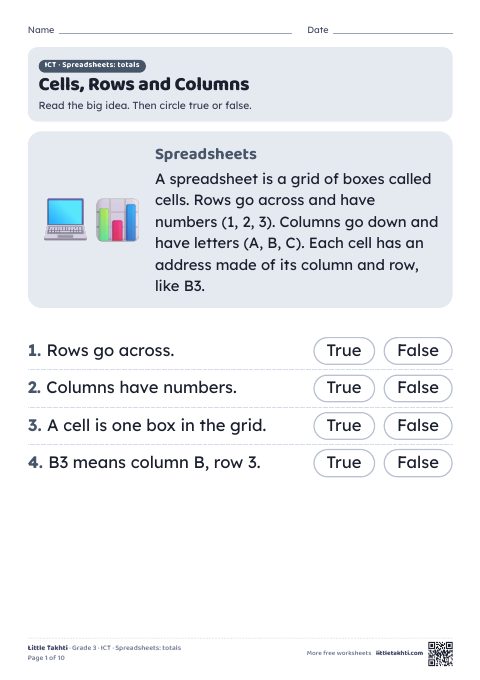 Name
Date
ICT · Spreadsheets: totals
Cells, Rows and Columns
Read the big idea. Then circle true or false.
Spreadsheets
A spreadsheet is a grid of boxes called
cells. Rows go across and have
numbers (1, 2, 3). Columns go down and
have letters (A, B, C). Each cell has an
address made of its column and row,
like B3.
1. Rows go across. True False
2. Columns have numbers. True False
3. A cell is one box in the grid. True False
4. B3 means column B, row 3. True False
Little Takhti · Grade 3 · ICT · Spreadsheets: totals
Page 1 of 10
More free worksheets littletakhti.com